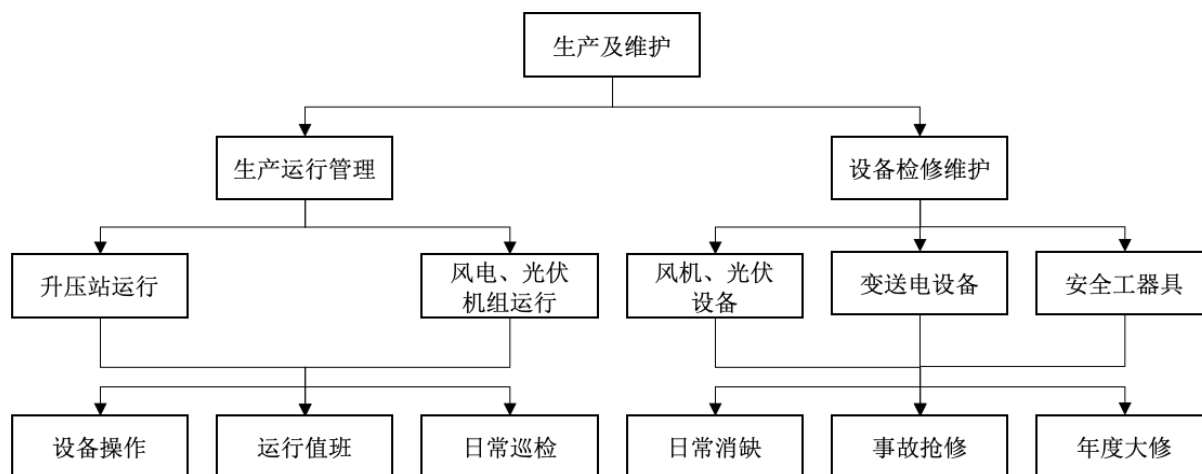 生产及维护
生产运行管理
设备检修维护
升压站运行
风电、光伏
机组运行
风机、光伏
设备
变送电设备
安全工器具
设备操作
运行值班
日常巡检
日常消缺
事故抢修
年度大修